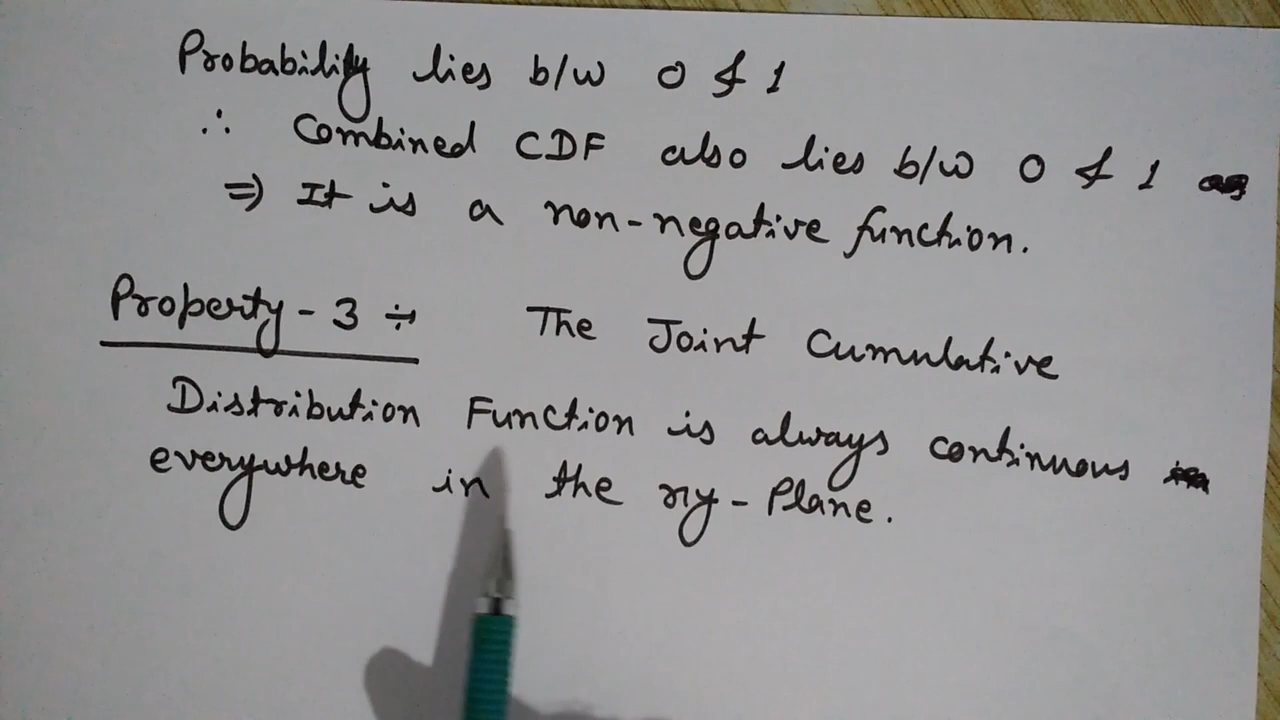 Probability lies b/w 0 & 1
∴ Combined CDF also lies b/w 0 & 1
⇒ It is a non-negative function.
Property-3 ÷ The Joint Cumulative
Distribution Function is always continuous
everywhere in the xy-Plane.